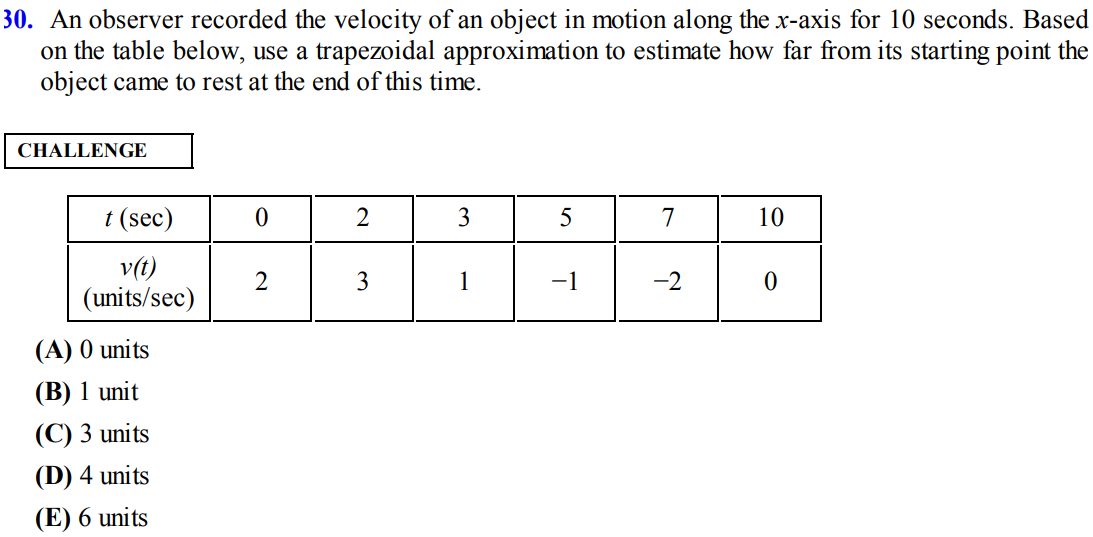 30. An observer recorded the velocity of an object in motion along the x-axis for 10 seconds. Based
on the table below, use a trapezoidal approximation to estimate how far from its starting point the
object came to rest at the end of this time.
CHALLENGE
t (sec) 0 2 3 5 7 10
v(t)
(units/sec) 2 3 1 −1 −2 0
(A) 0 units
(B) 1 unit
(C) 3 units
(D) 4 units
(E) 6 units